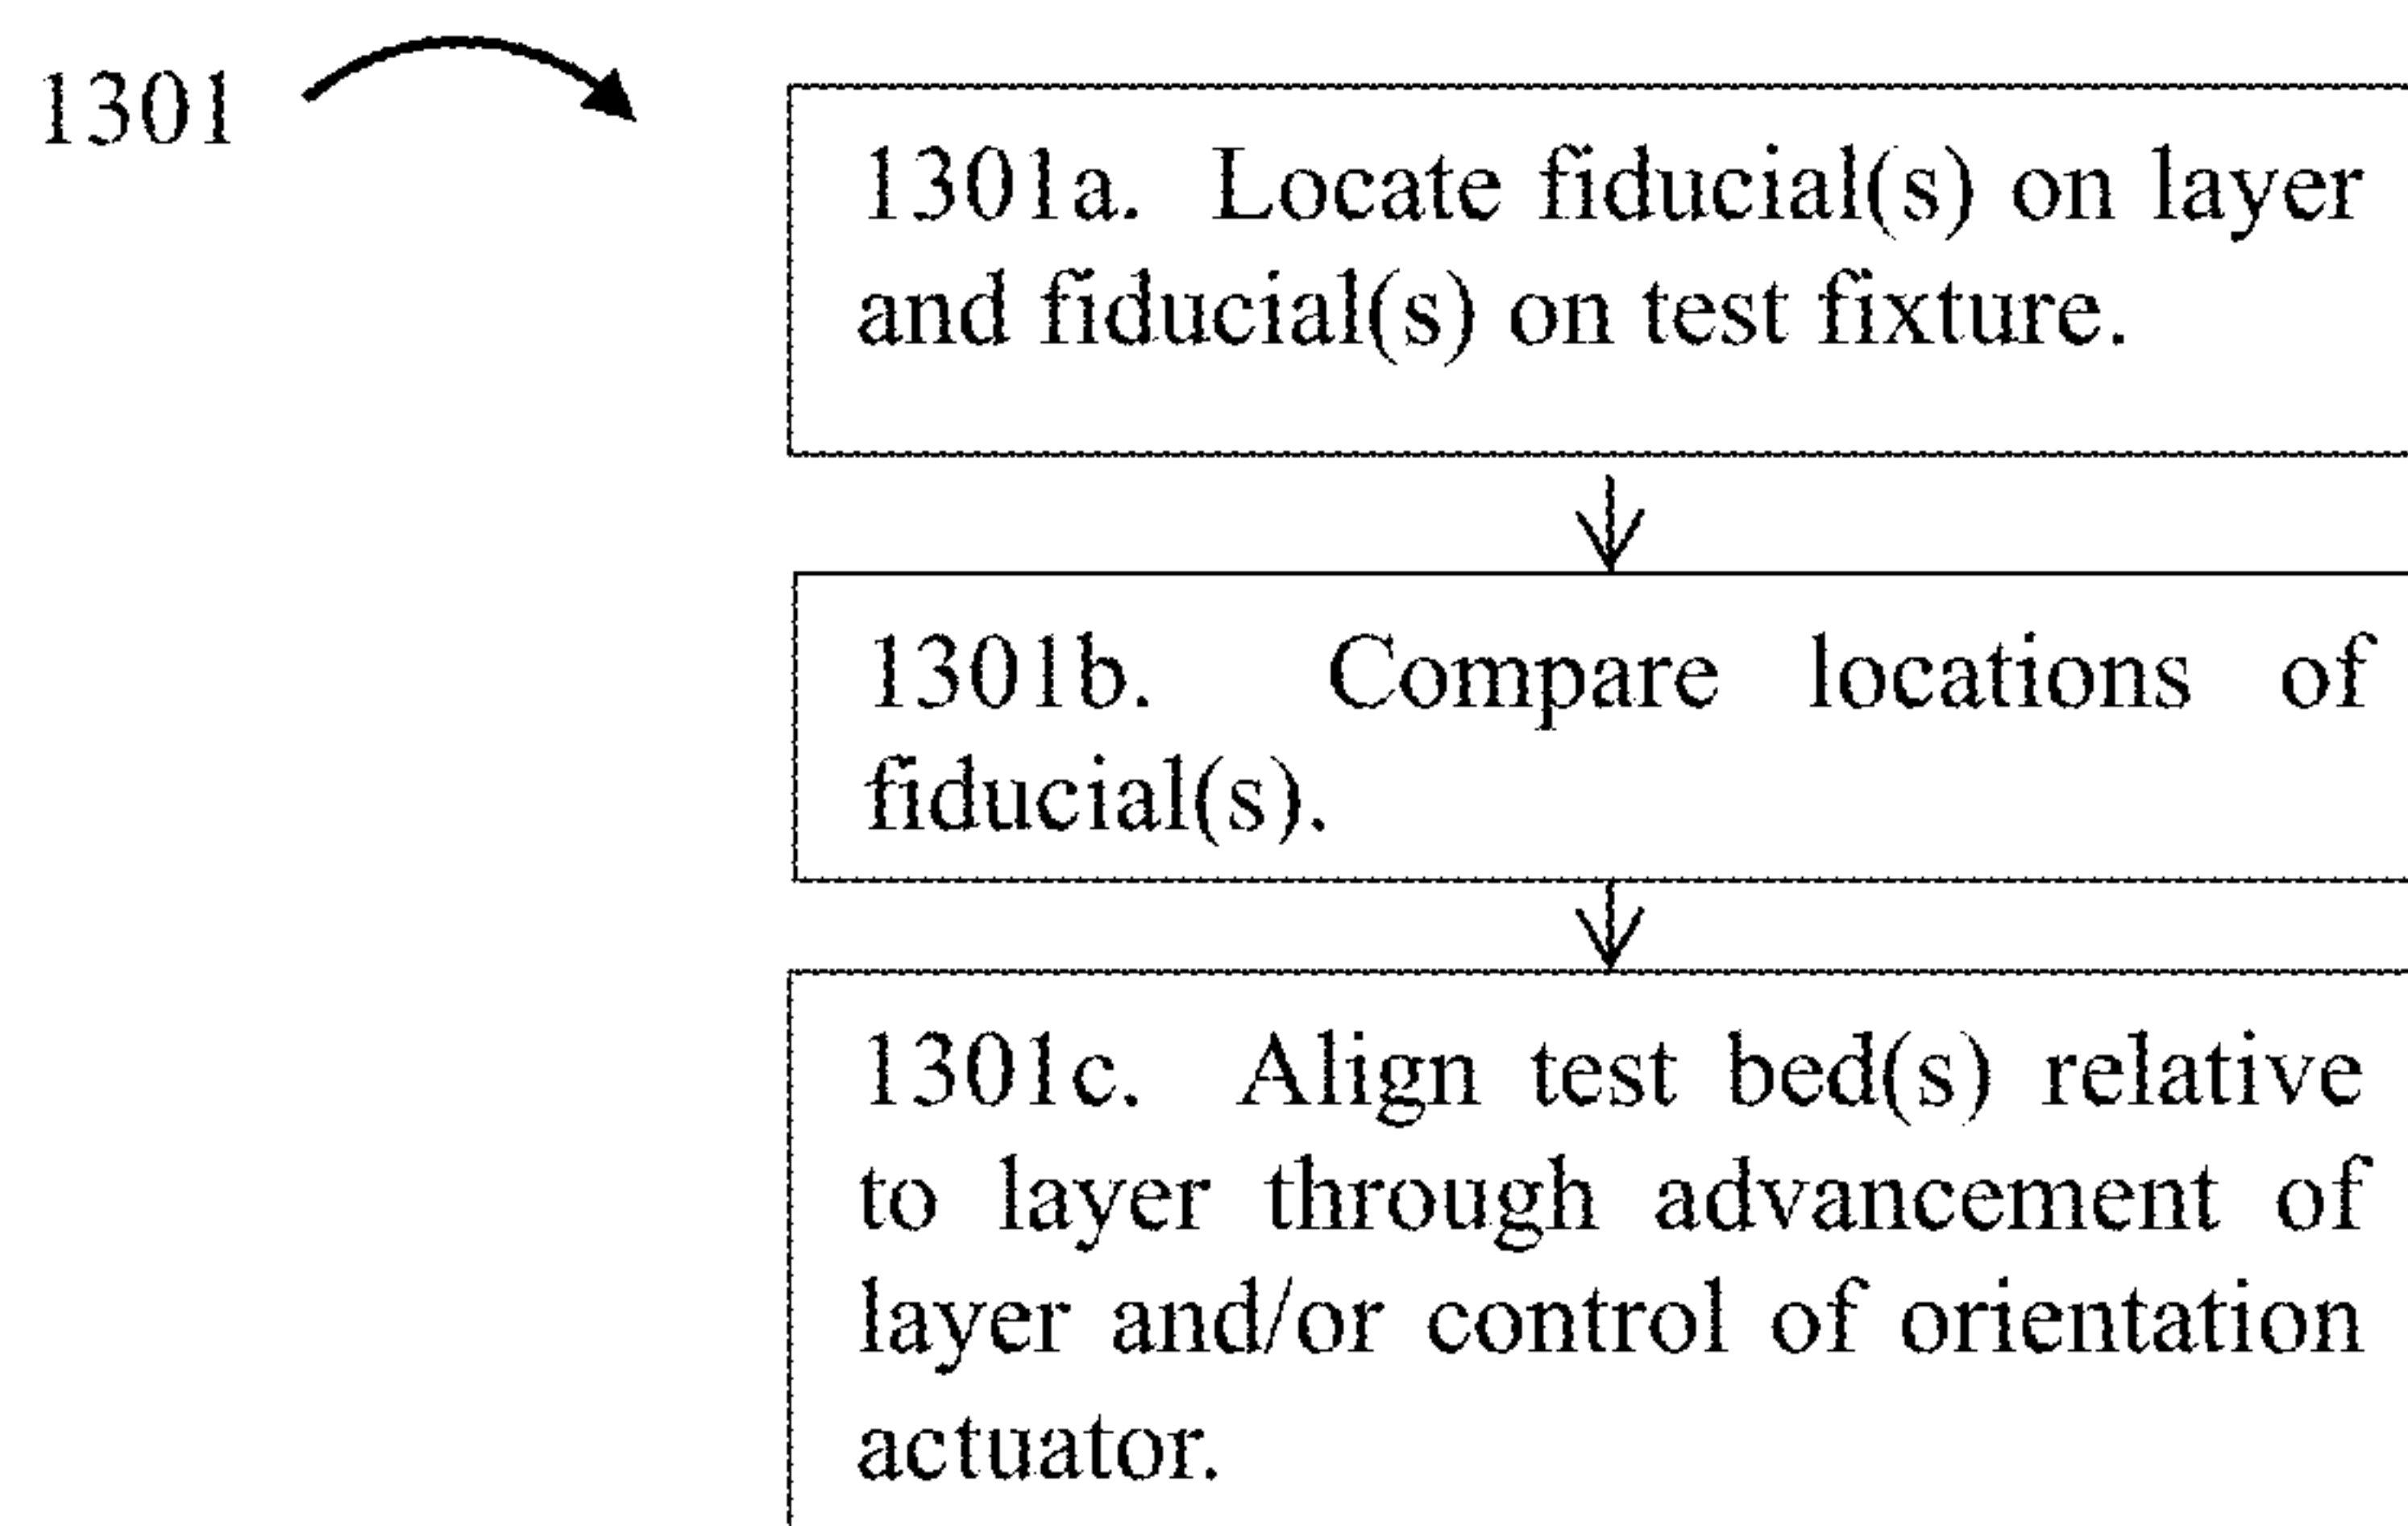 1301
1301a. Locate fiducial(s) on layer
and fiducial(s) on test fixture.
1301b. Compare locations of
fiducial(s).
1301c. Align test bed(s) relative
to layer through advancement of
layer and/or control of orientation
actuator.